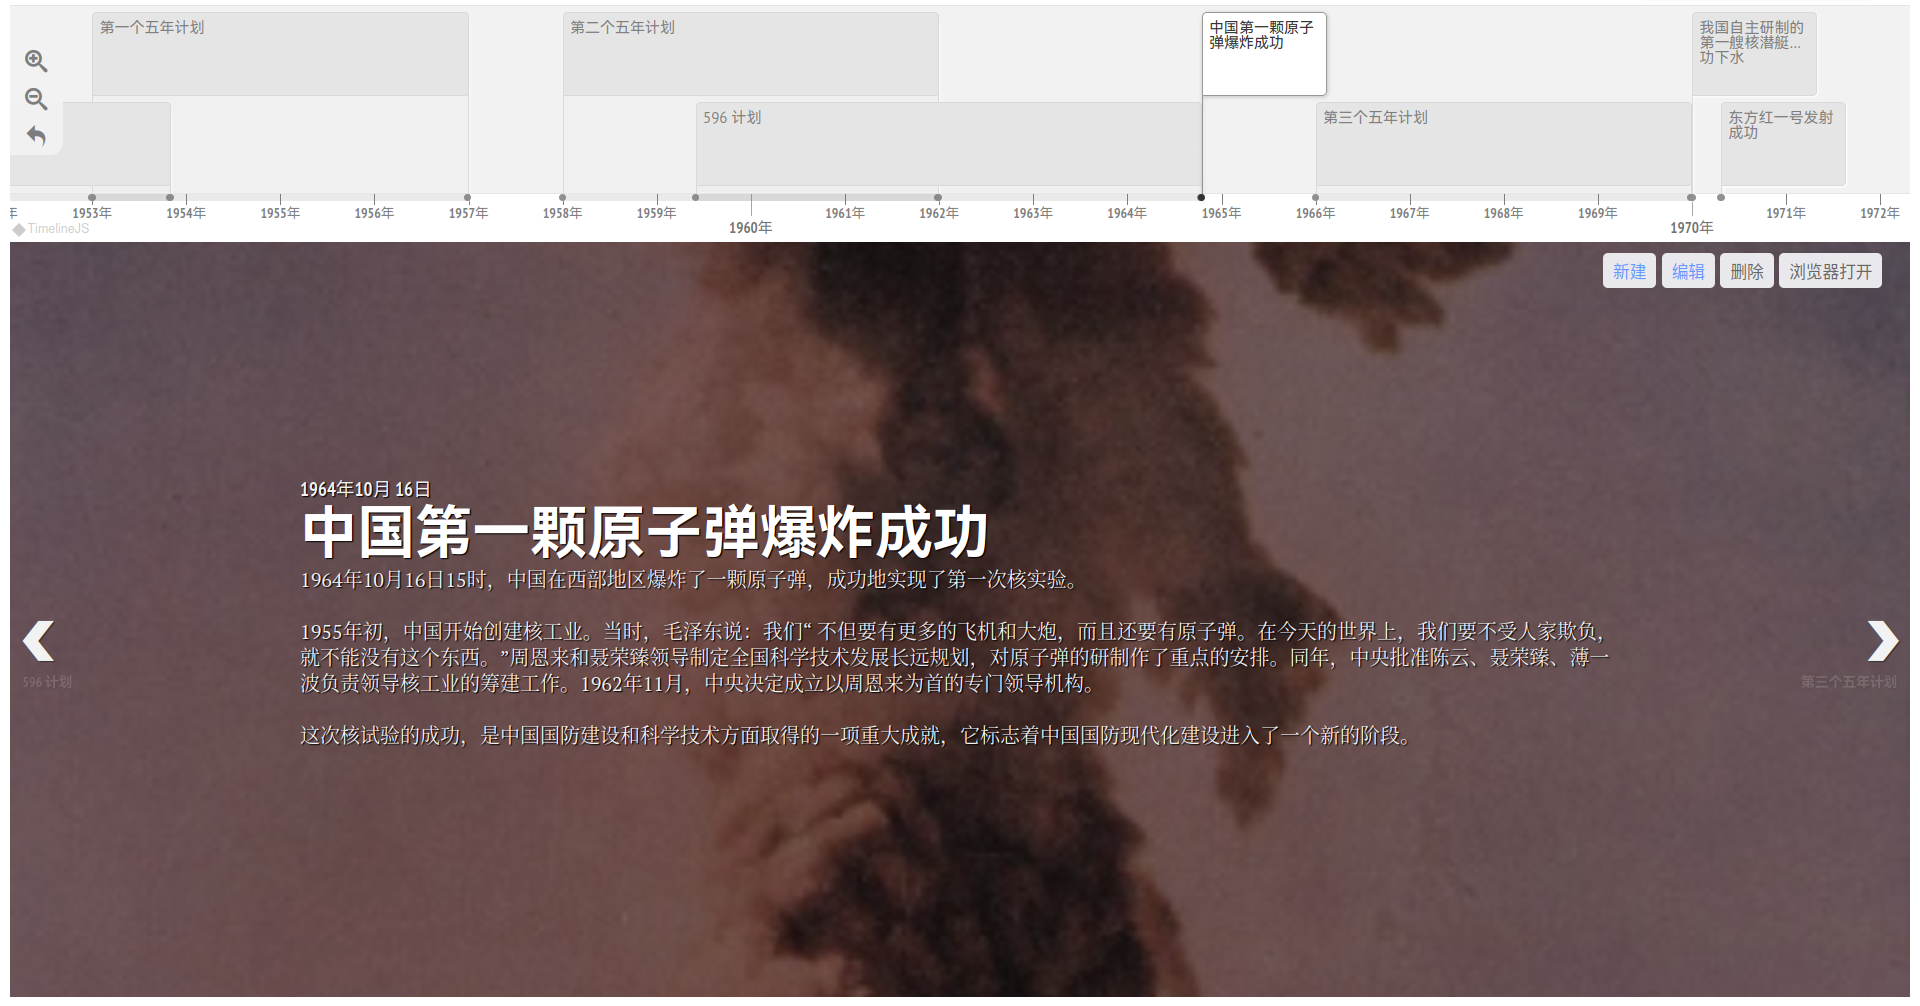 第一个五年计划
第二个五年计划
中国第一颗原子
弹爆炸成功
我国自主研制的
第一艘核潜艇...
功下水
596 计划
第三个五年计划
东方红一号发射
成功
年
1953年
1954年
1955年
1956年
1957年
1958年
1959年
1960年
1961年
1962年
1963年
1964年
1965年
1966年
1967年
1968年
1969年
1970年
1971年
1972年
TimelineJS
新建
编辑
删除
浏览器打开
1964年10月 16日
中国第一颗原子弹爆炸成功
1964年10月16日15时，中国在西部地区爆炸了一颗原子弹，成功地实现了第一次核实验。
1955年初，中国开始创建核工业。当时，毛泽东说：我们“ 不但要有更多的飞机和大炮，而且还要有原子弹。在今天的世界上，我们要不受人家欺负，
就不能没有这个东西。”周恩来和聂荣臻领导制定全国科学技术发展长远规划，对原子弹的研制作了重点的安排。同年，中央批准陈云、聂荣臻、薄一
波负责领导核工业的筹建工作。1962年11月，中央决定成立以周恩来为首的专门领导机构。
这次核试验的成功，是中国国防建设和科学技术方面取得的一项重大成就，它标志着中国国防现代化建设进入了一个新的阶段。
596 计划
第三个五年计划